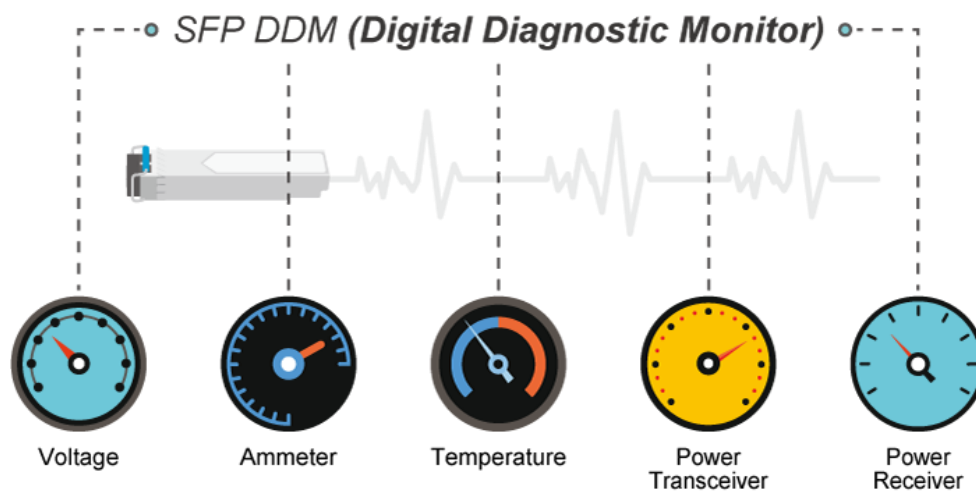 SFP DDM (Digital Diagnostic Monitor)
Voltage
Ammeter
Temperature
Power
Transceiver
Power
Receiver